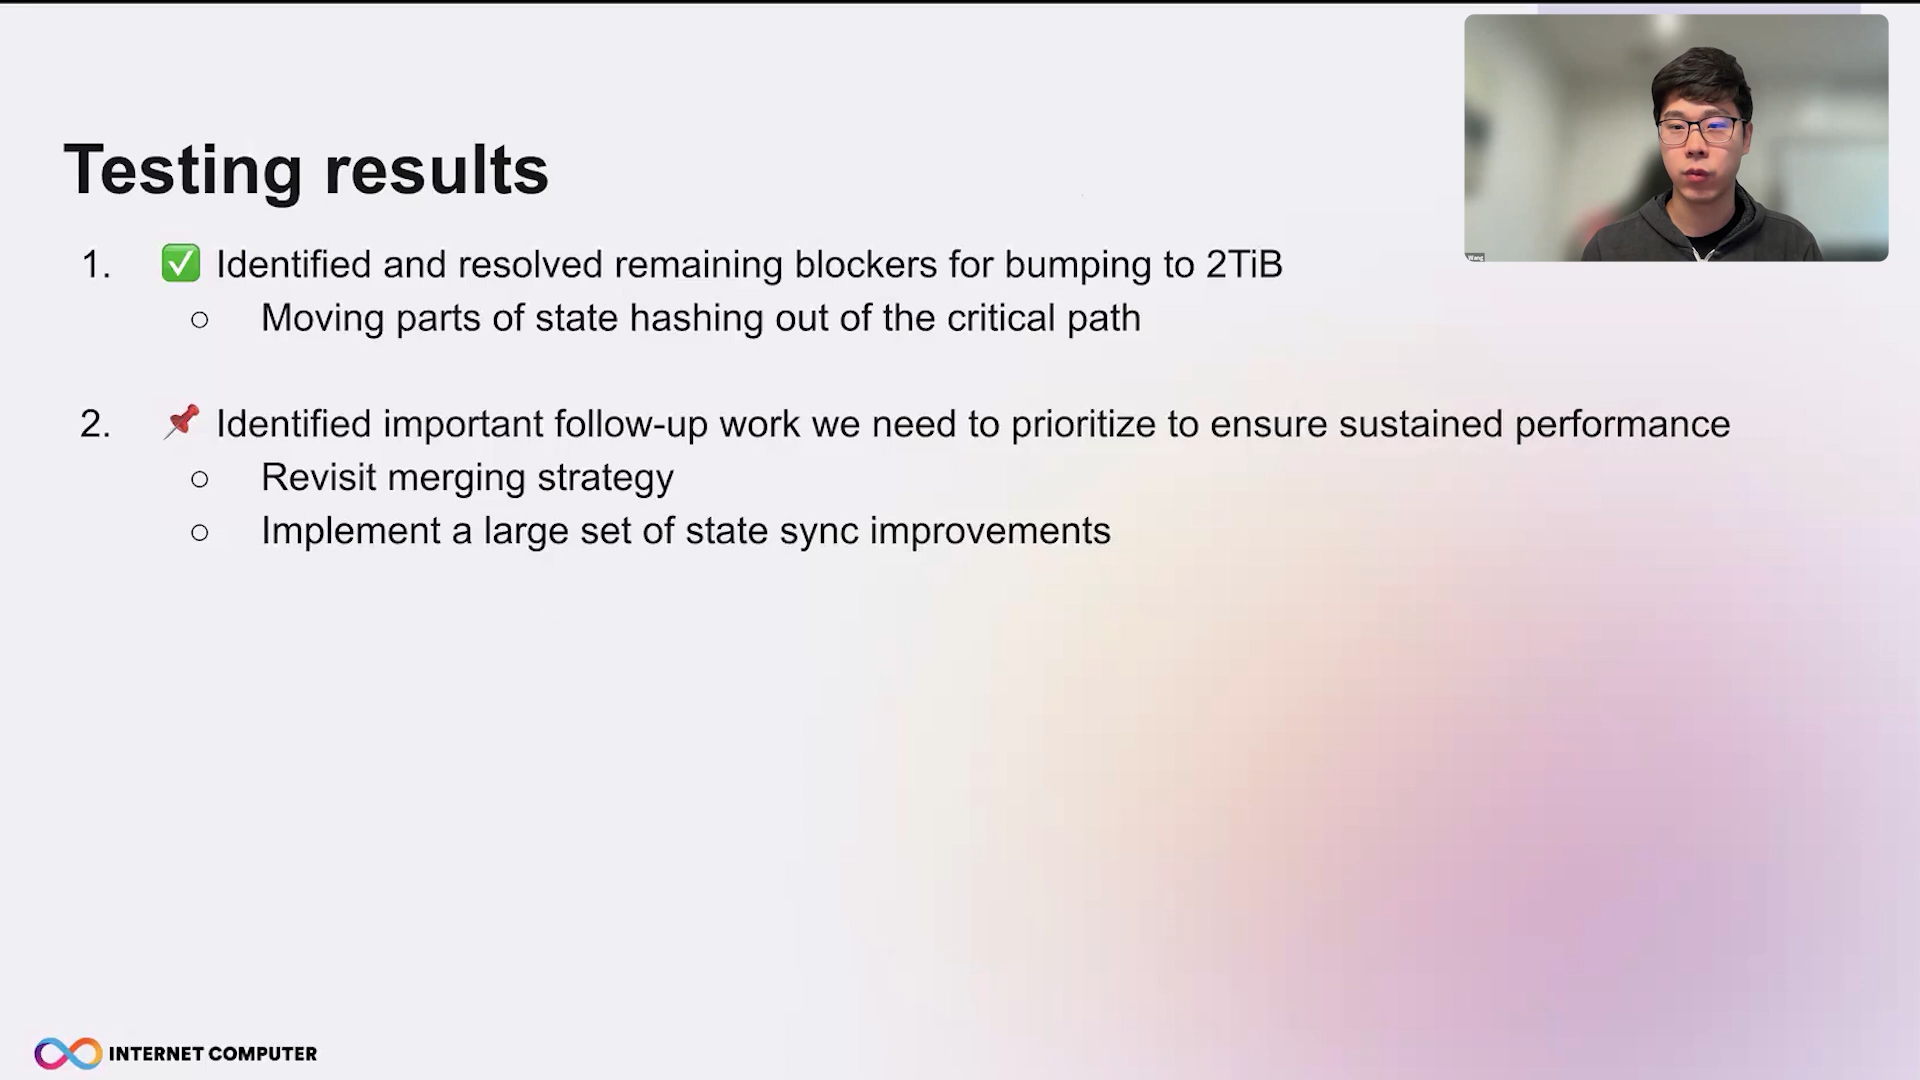 Testing results
1. ✅ Identified and resolved remaining blockers for bumping to 2TiB
○ Moving parts of state hashing out of the critical path
2. 📌 Identified important follow-up work we need to prioritize to ensure sustained performance
○ Revisit merging strategy
○ Implement a large set of state sync improvements
Wang
INTERNET COMPUTER